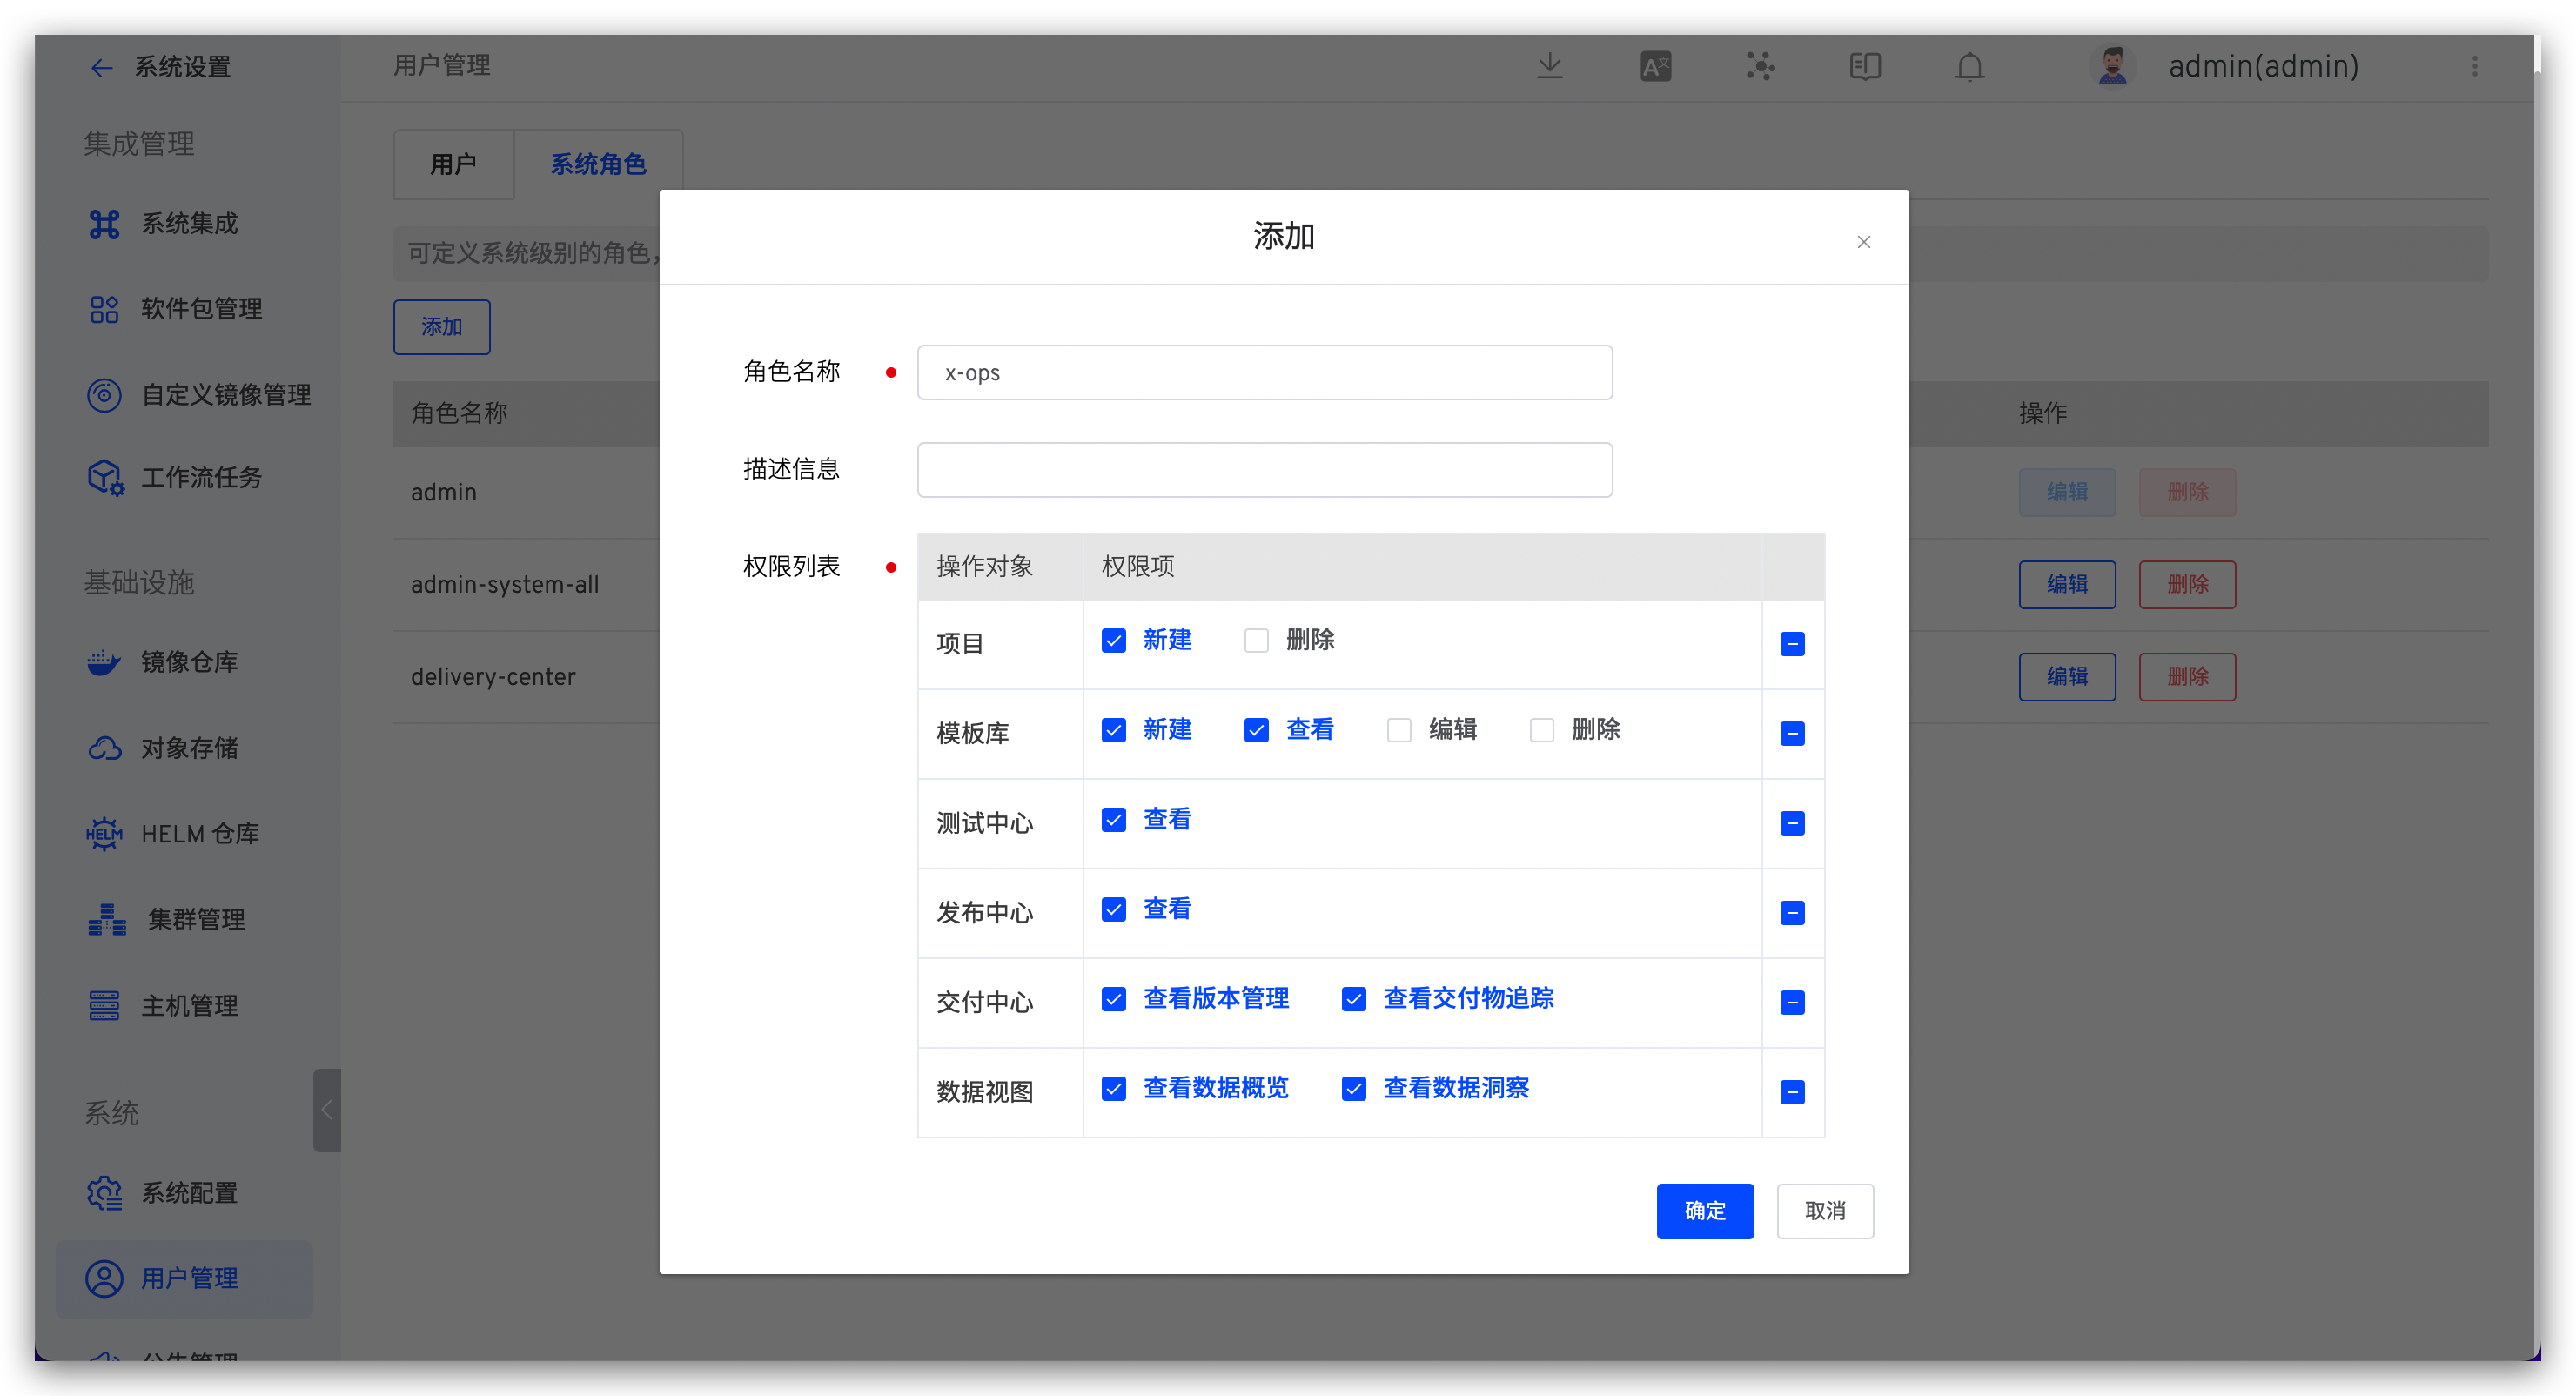 系统设置
用户管理
admin(admin)
集成管理
系统集成
软件包管理
自定义镜像管理
工作流任务
基础设施
镜像仓库
对象存储
HELM 仓库
集群管理
主机管理
系统
系统配置
用户管理
公告管理
用户 系统角色
可定义系统级别的角色，
添加
角色名称 操作
admin 编辑 删除
admin-system-all 编辑 删除
delivery-center 编辑 删除
添加
角色名称 x-ops
描述信息
权限列表
操作对象 权限项
项目 新建 删除
模板库 新建 查看 编辑 删除
测试中心 查看
发布中心 查看
交付中心 查看版本管理 查看交付物追踪
数据视图 查看数据概览 查看数据洞察
确定 取消